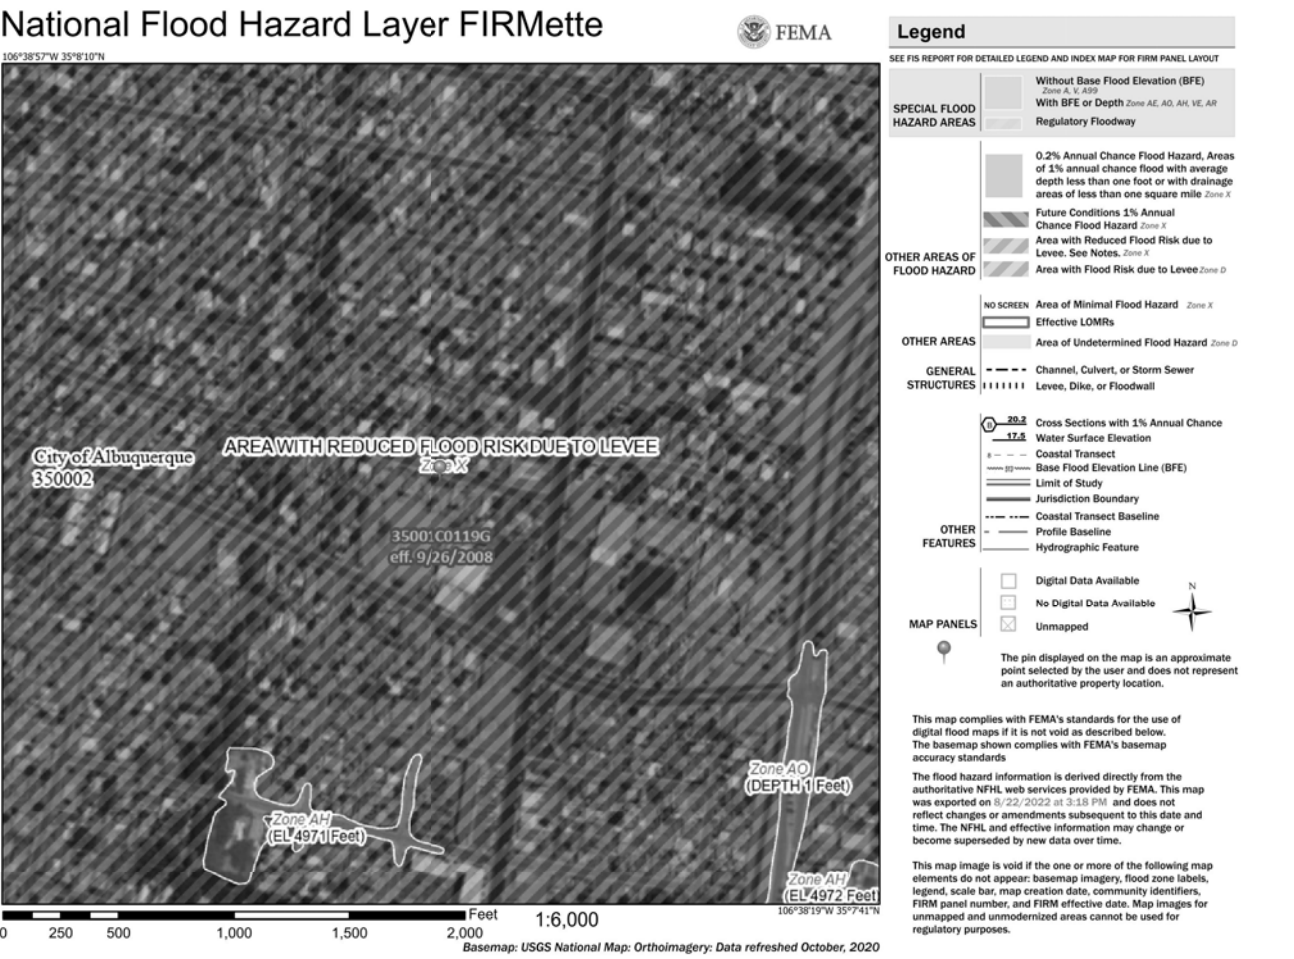 National Flood Hazard Layer FIRMette
FEMA
106°38'57"W 35°8'10"N
City of Albuquerque
350002
AREA WITH REDUCED FLOOD RISK DUE TO LEVEE
Zone X
35001C0119G
eff. 9/26/2008
Zone AO
(DEPTH 1 Feet)
Zone AH
(EL 4971 Feet)
Zone AH
(EL 4972 Feet)
106°38'19"W 35°7'41"N
Feet
1:6,000
0 250 500 1,000 1,500 2,000
Basemap: USGS National Map: Orthoimagery: Data refreshed October, 2020
Legend
SEE FIS REPORT FOR DETAILED LEGEND AND INDEX MAP FOR FIRM PANEL LAYOUT
SPECIAL FLOOD
HAZARD AREAS
Without Base Flood Elevation (BFE)
Zone A, V, A99
With BFE or Depth Zone AE, AO, AH, VE, AR
Regulatory Floodway
0.2% Annual Chance Flood Hazard, Areas
of 1% annual chance flood with average
depth less than one foot or with drainage
areas of less than one square mile Zone X
Future Conditions 1% Annual
Chance Flood Hazard Zone X
Area with Reduced Flood Risk due to
Levee. See Notes. Zone X
Area with Flood Risk due to Levee Zone D
OTHER AREAS OF
FLOOD HAZARD
NO SCREEN Area of Minimal Flood Hazard Zone X
Effective LOMRs
OTHER AREAS
Area of Undetermined Flood Hazard Zone D
GENERAL
STRUCTURES
Channel, Culvert, or Storm Sewer
Levee, Dike, or Floodwall
B 20.2 Cross Sections with 1% Annual Chance
17.5 Water Surface Elevation
8 Coastal Transect
513 Base Flood Elevation Line (BFE)
Limit of Study
Jurisdiction Boundary
Coastal Transect Baseline
OTHER
FEATURES
Profile Baseline
Hydrographic Feature
Digital Data Available
No Digital Data Available
Unmapped
MAP PANELS
N
The pin displayed on the map is an approximate
point selected by the user and does not represent
an authoritative property location.
This map complies with FEMA's standards for the use of
digital flood maps if it is not void as described below.
The basemap shown complies with FEMA's basemap
accuracy standards
The flood hazard information is derived directly from the
authoritative NFHL web services provided by FEMA. This map
was exported on 8/22/2022 at 3:18 PM and does not
reflect changes or amendments subsequent to this date and
time. The NFHL and effective information may change or
become superseded by new data over time.
This map image is void if the one or more of the following map
elements do not appear: basemap imagery, flood zone labels,
legend, scale bar, map creation date, community identifiers,
FIRM panel number, and FIRM effective date. Map images for
unmapped and unmodernized areas cannot be used for
regulatory purposes.